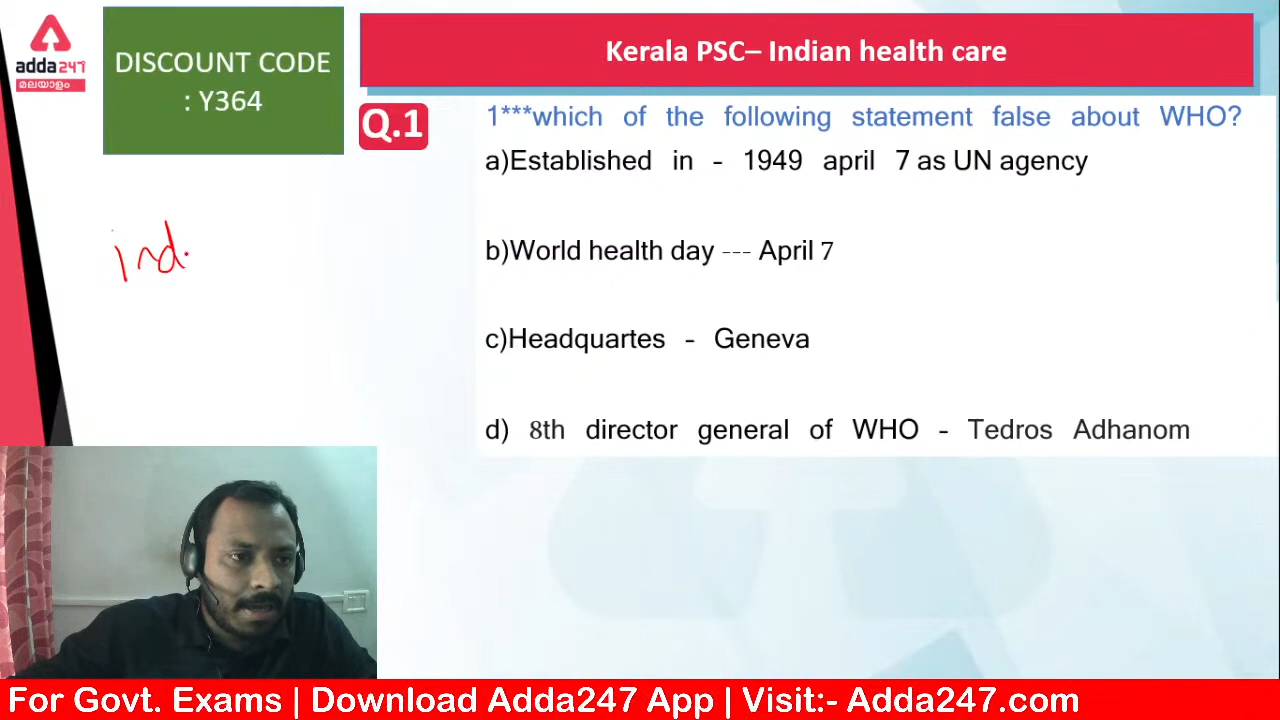 adda247
മലയാളം
DISCOUNT CODE
: Y364
Kerala PSC– Indian health care
Q.1
1***which of the following statement false about WHO?
a)Established in - 1949 april 7 as UN agency
b)World health day --- April 7
c)Headquartes - Geneva
d) 8th director general of WHO - Tedros Adhanom
ind.
For Govt. Exams | Download Adda247 App | Visit:- Adda247.com